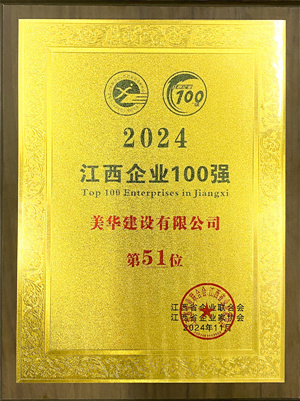 100
2024
江西企业100强
Top 100 Enterprises in Jiangxi
美华建设有限公司
第51位
江西省企业联合会
江西省企业家协会
2024年11月